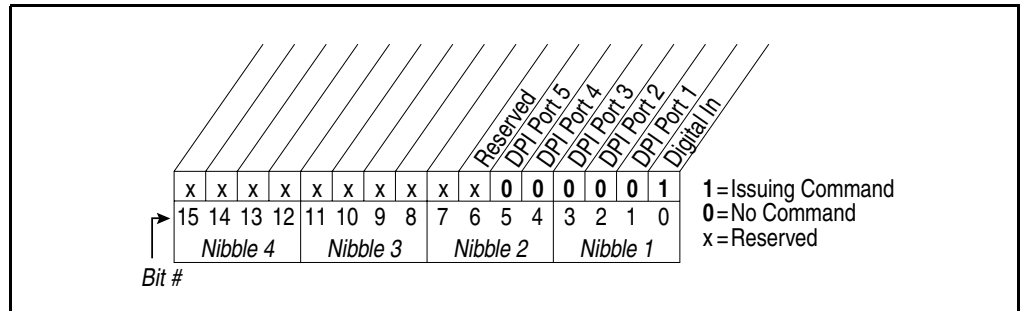 Reserved
DPI Port 5
DPI Port 4
DPI Port 3
DPI Port 2
DPI Port 1
Digital In
x x x x x x x x x x 0 0 0 0 0 1
15 14 13 12 11 10 9 8 7 6 5 4 3 2 1 0
Nibble 4 Nibble 3 Nibble 2 Nibble 1
Bit #
1=Issuing Command
0=No Command
x=Reserved